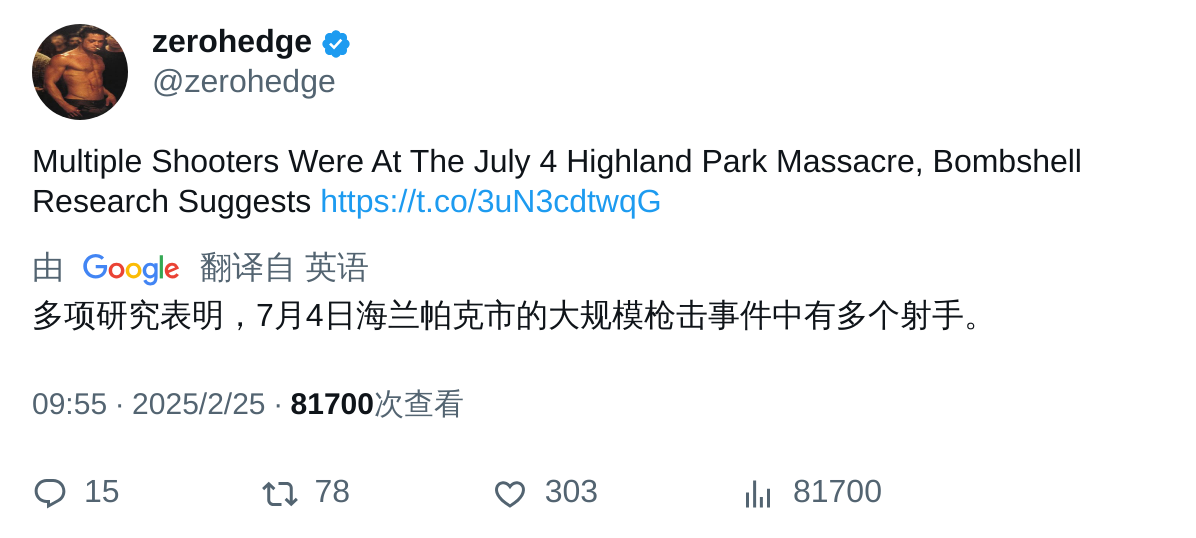 zerohedge
@zerohedge
Multiple Shooters Were At The July 4 Highland Park Massacre, Bombshell
Research Suggests https://t.co/3uN3cdtwqG
由 Google 翻译自 英语
多项研究表明，7月4日海兰帕克市的大规模枪击事件中有多个射手。
09:55 · 2025/2/25 · 81700次查看
15 78 303 81700